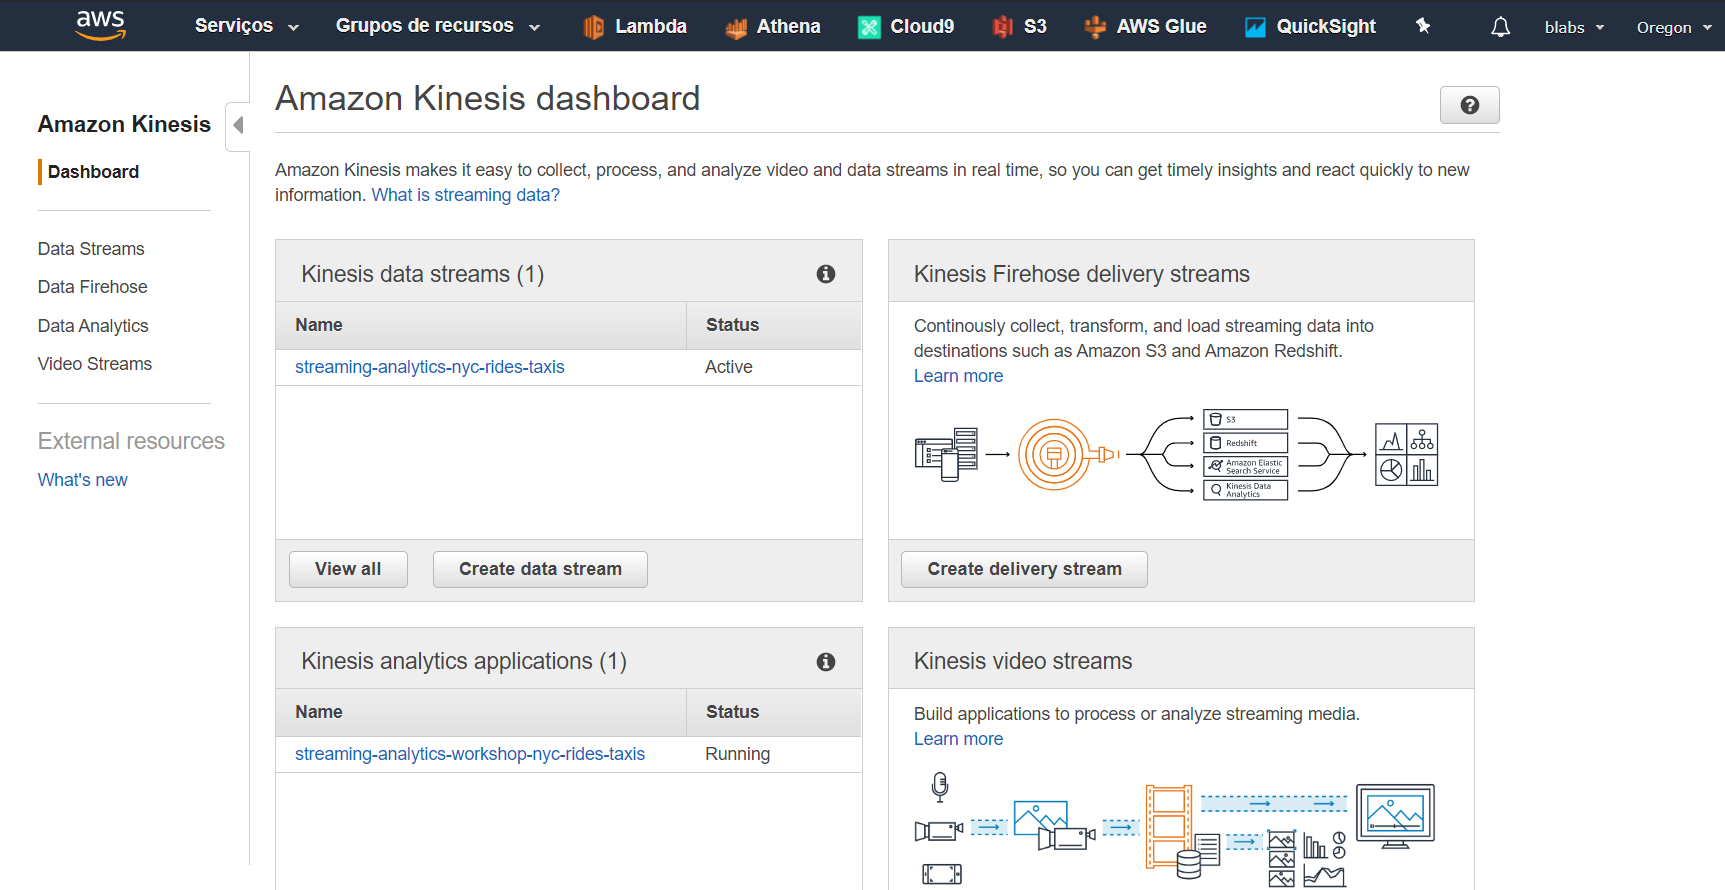 aws Serviços Grupos de recursos Lambda Athena Cloud9 S3 AWS Glue QuickSight blabs Oregon
Amazon Kinesis
Dashboard
Data Streams
Data Firehose
Data Analytics
Video Streams
External resources
What's new
Amazon Kinesis dashboard
Amazon Kinesis makes it easy to collect, process, and analyze video and data streams in real time, so you can get timely insights and react quickly to new
information. What is streaming data?
Kinesis data streams (1)
Name Status
streaming-analytics-nyc-rides-taxis Active
View all Create data stream
Kinesis Firehose delivery streams
Continously collect, transform, and load streaming data into
destinations such as Amazon S3 and Amazon Redshift.
Learn more
S3
Redshift
Amazon Elastic
Search Service
Kinesis Data
Analytics
Create delivery stream
Kinesis analytics applications (1)
Name Status
streaming-analytics-workshop-nyc-rides-taxis Running
Kinesis video streams
Build applications to process or analyze streaming media.
Learn more